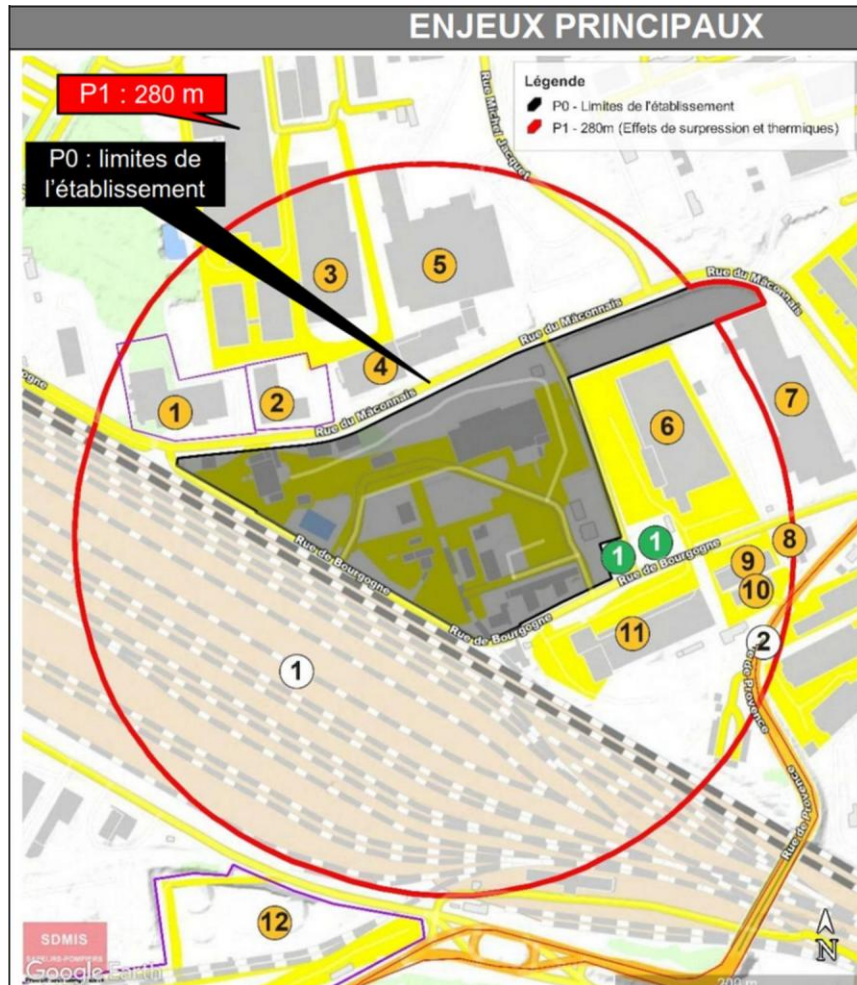 ENJEUX PRINCIPAUX
P1 : 280 m
Rue Michel Jacquet
Légende
P0 - Limites de l'établissement
P1 - 280m (Effets de surpression et thermiques)
P0 : limites de
l'établissement
3
5
Rue du Mâconnais
Rue du Mâconnais
4
1
2
Rue du Mâconnais
6
7
1
1
Rue de Bourgogne
8
9
10
Rue de Bourgogne
Rue de Bourgogne
11
1
2
de Provence
Rue de Provence
12
SDMIS
SAPEURS-POMPIERS
Google Earth
N
200 m